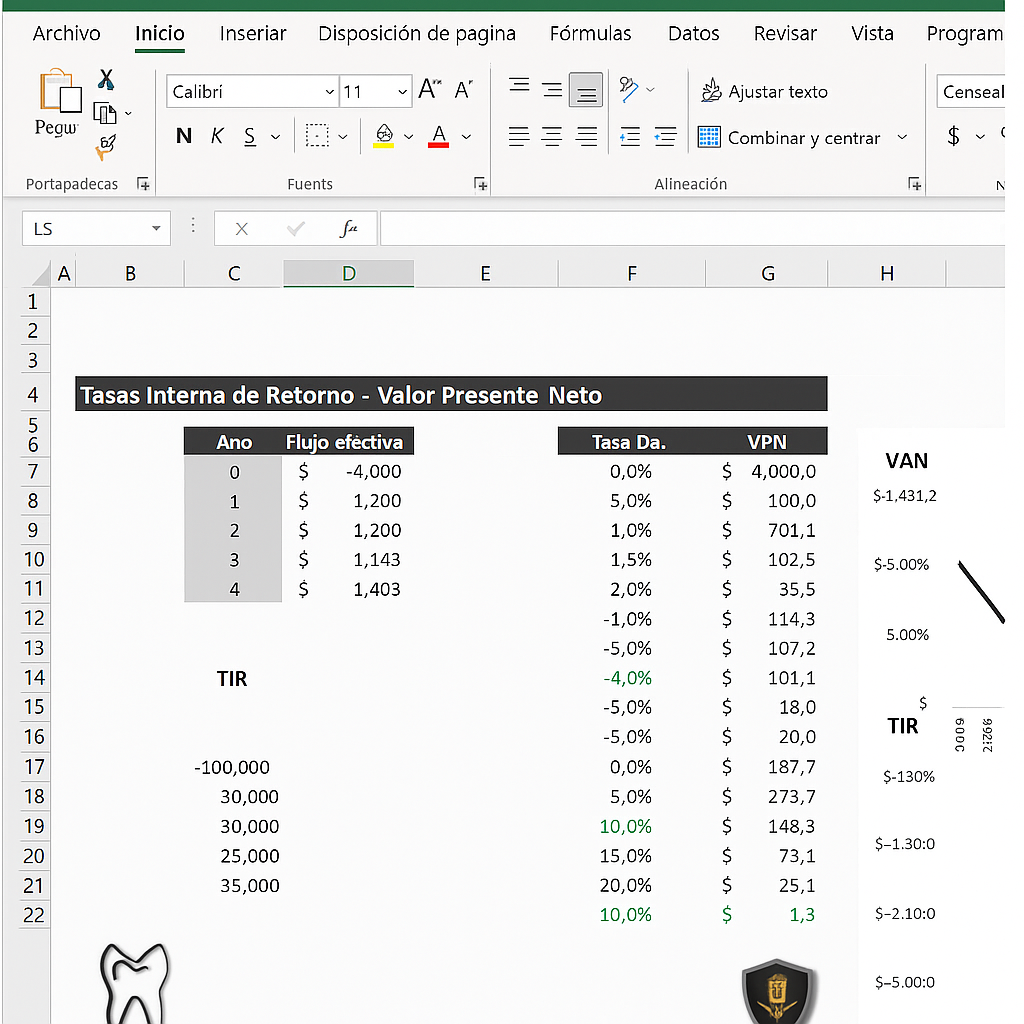 Archivo Inicio Insertar Disposición de pagina Fórmulas Datos Revisar Vista Program
Calibrí 11 A A Ajustar texto Censeal
Pegw N K S A Combinar y centrar $
Portapadecas Fuents Alineación N
LS
A B C D E F G H
1
2
3
4 Tasas Interna de Retorno - Valor Presente Neto
5
6 Ano Flujo efėctiva Tasa Da. VPN VAN
7 0 $ -4,000 0,0% $ 4,000,0
8 1 $ 1,200 5,0% $ 100,0 $-1,431,2
9 2 $ 1,200 1,0% $ 701,1
10 3 $ 1,143 1,5% $ 102,5 $-5.00%
11 4 $ 1,403 2,0% $ 35,5
12 -1,0% $ 114,3 5.00%
13 -5,0% $ 107,2
14 TIR -4,0% $ 101,1
15 -5,0% $ 18,0 $
16 -5,0% $ 20,0 TIR
17 -100,000 0,0% $ 187,7 $-130%
18 30,000 5,0% $ 273,7
19 30,000 10,0% $ 148,3 $–1.30:0
20 25,000 15,0% $ 73,1
21 35,000 20,0% $ 25,1
22 10,0% $ 1,3 $–2.10:0
$–5.00:0